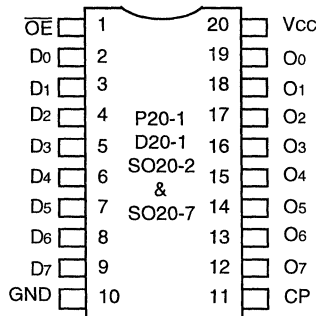 O̅E̅ 1 20 Vcc
D0 2 19 O0
D1 3 18 O1
D2 4 17 O2
D3 5 16 O3
D4 6 15 O4
D5 7 14 O5
D6 8 13 O6
D7 9 12 O7
GND 10 11 CP
P20-1
D20-1
SO20-2
&
SO20-7